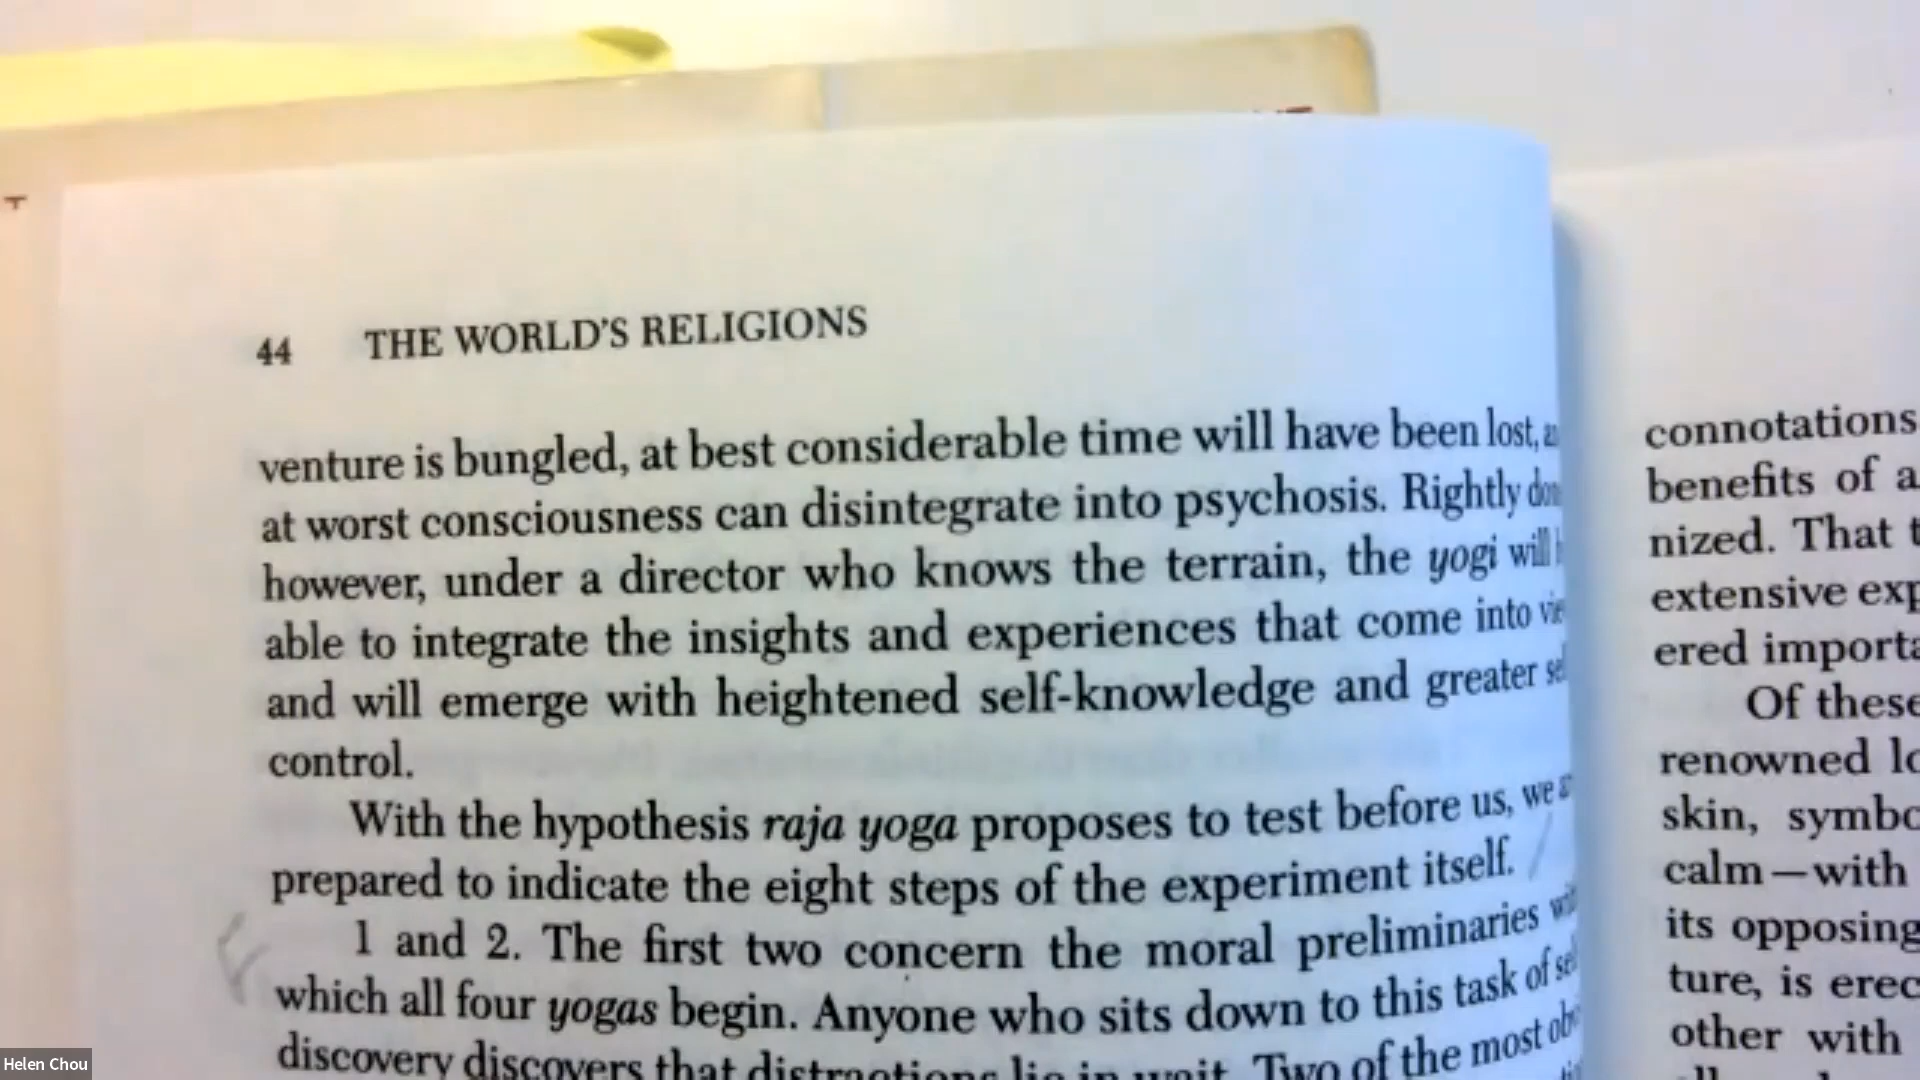 44 THE WORLD'S RELIGIONS
venture is bungled, at best considerable time will have been lost,
at worst consciousness can disintegrate into psychosis. Rightly
however, under a director who knows the terrain, the yogi will
able to integrate the insights and experiences that come into
and will emerge with heightened self-knowledge and greater
control.
With the hypothesis raja yoga proposes to test before us, we
prepared to indicate the eight steps of the experiment itself.
1 and 2. The first two concern the moral preliminaries
which all four yogas begin. Anyone who sits down to this task of
discovery discovers that distractions lie in wait. Two of the most
connotations
benefits of a
nized. That t
extensive exp
ered importa
Of these
renowned lo
skin, symbo
calm—with
its opposing
ture, is erec
other with
Helen Chou